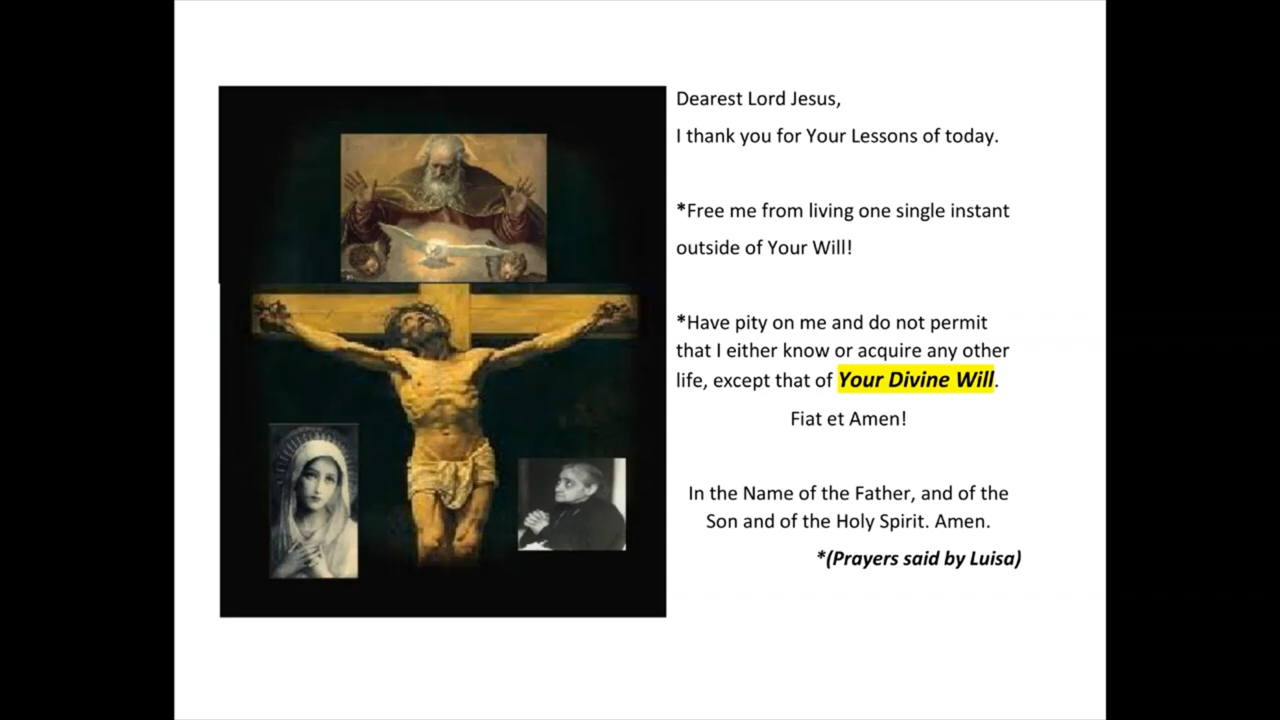 Dearest Lord Jesus,
I thank you for Your Lessons of today.
*Free me from living one single instant
outside of Your Will!
*Have pity on me and do not permit
that I either know or acquire any other
life, except that of Your Divine Will.
Fiat et Amen!
In the Name of the Father, and of the
Son and of the Holy Spirit. Amen.
*(Prayers said by Luisa)